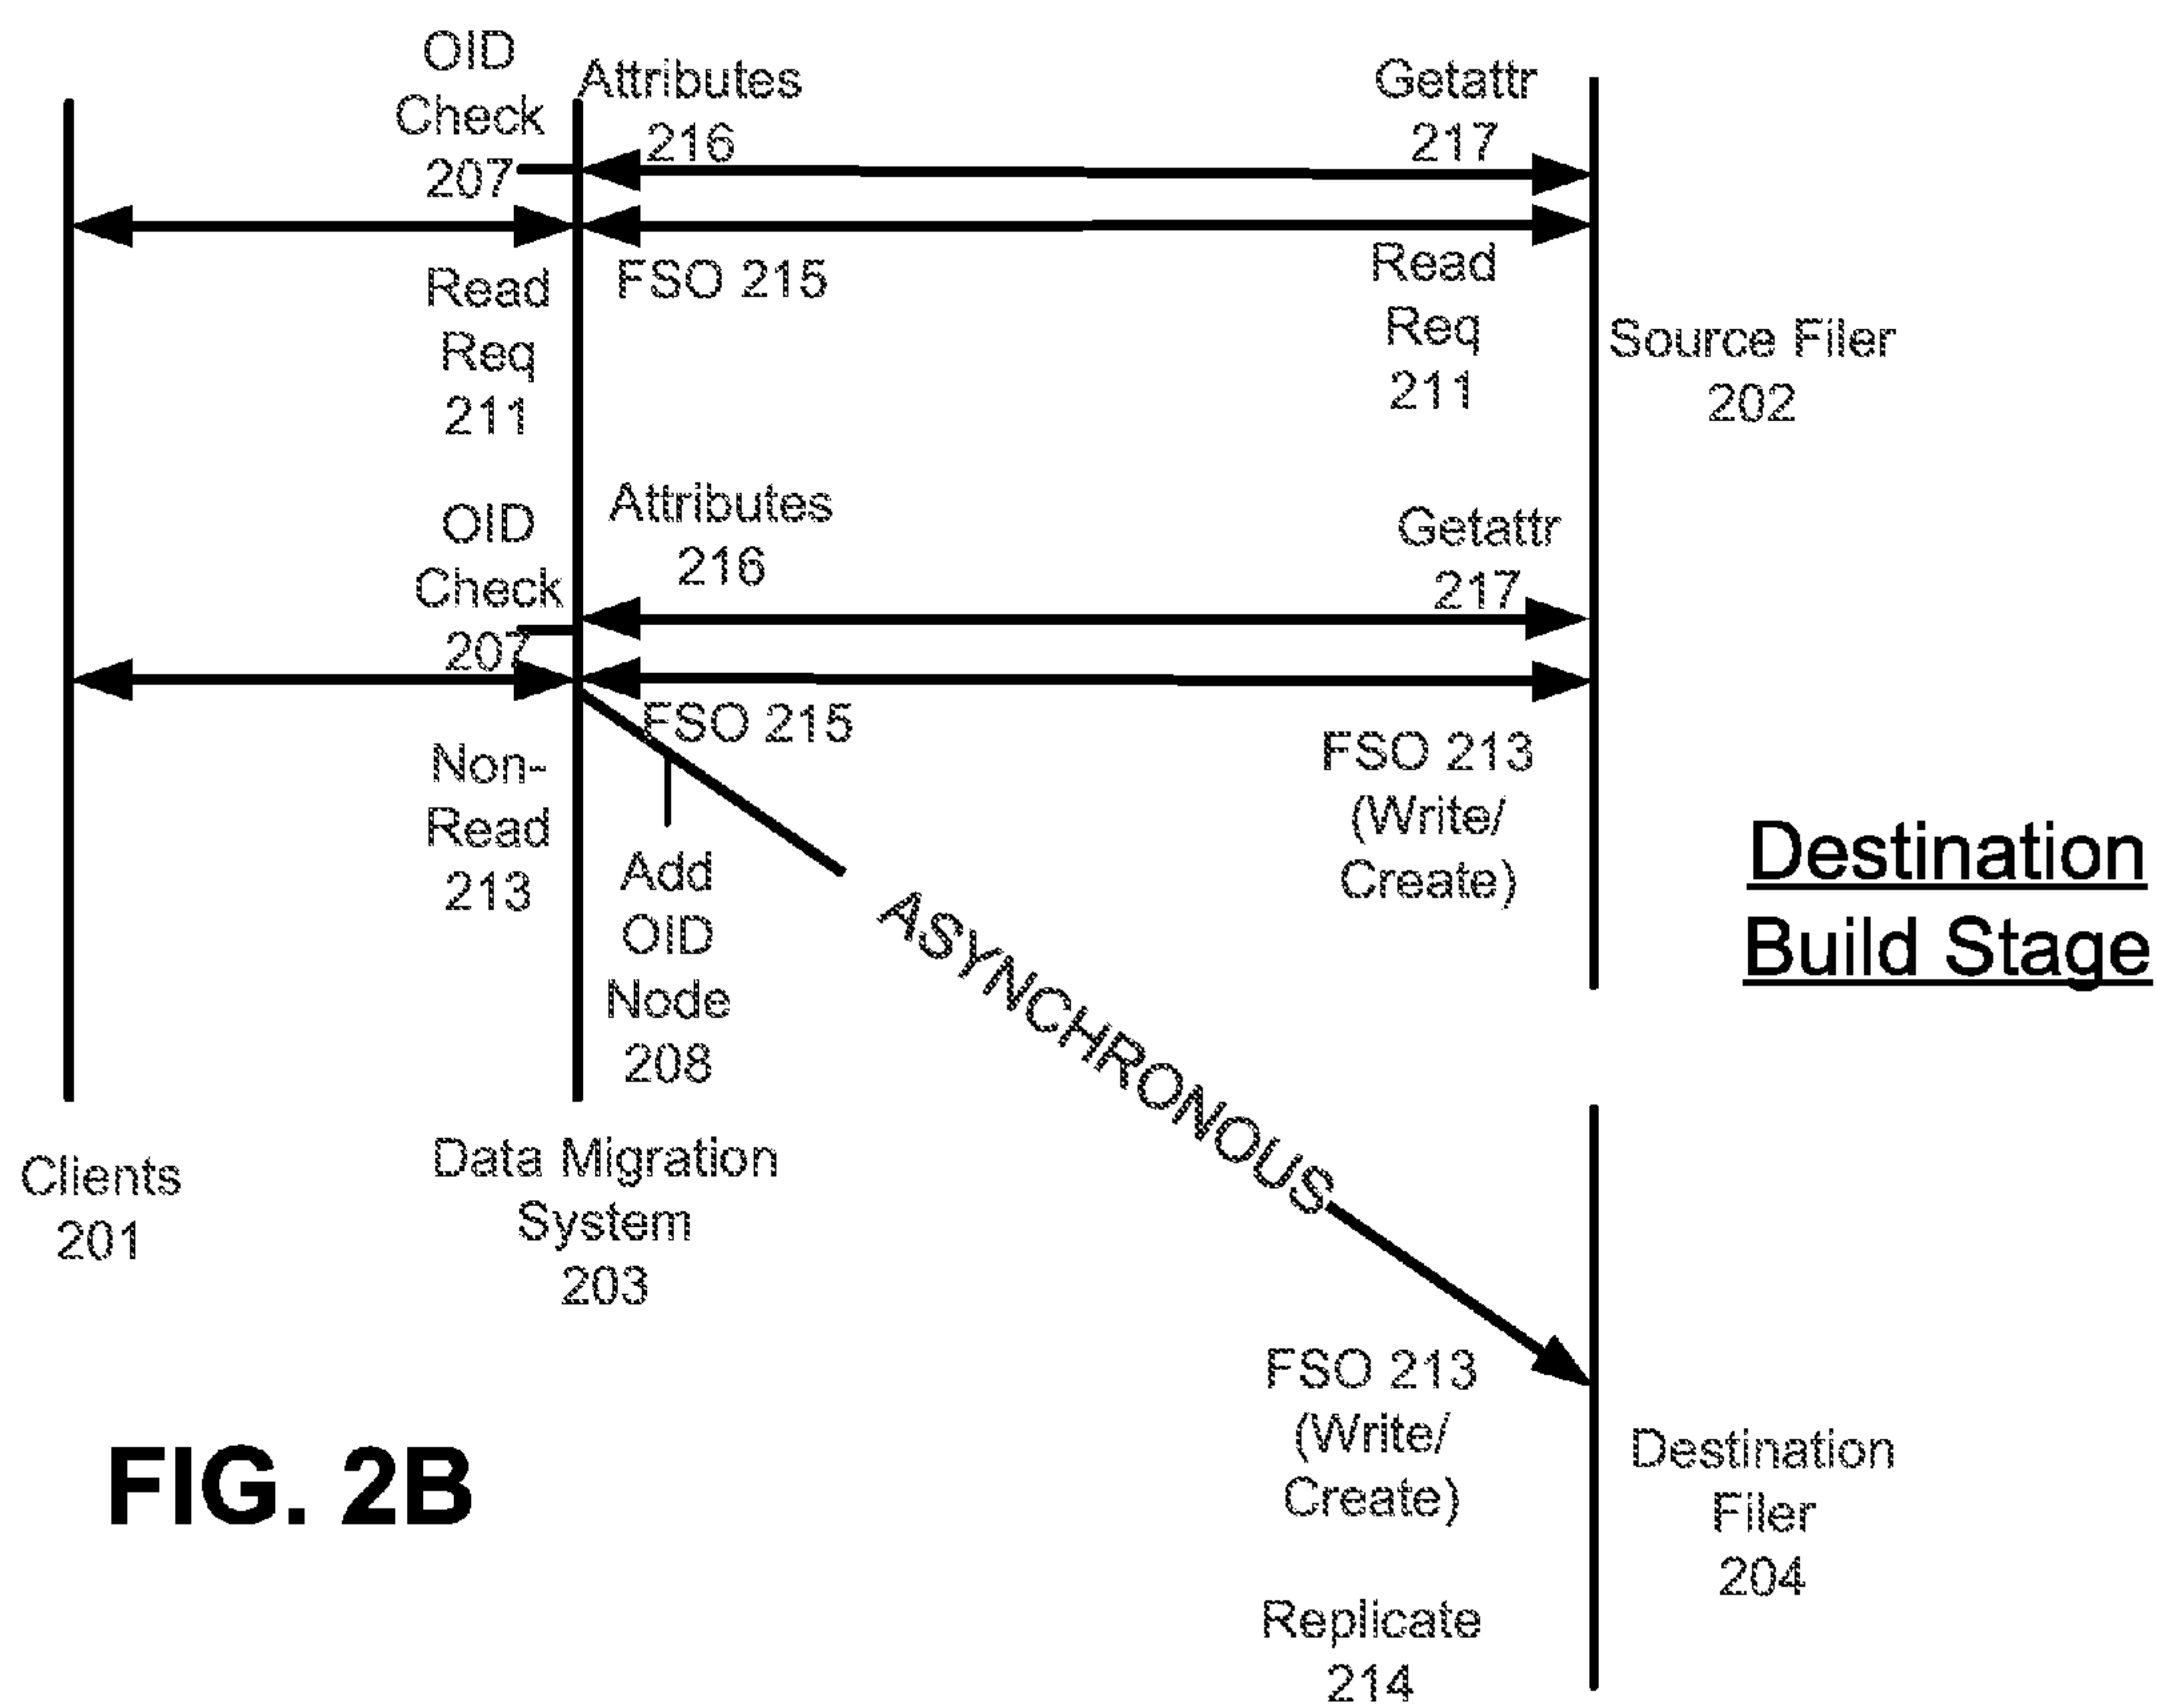 OID
Check
207
Attributes
216
Getattr
217
Read
Req
211
FSO 215
Read
Req
211
Source Filer
202
OID
Check
207
Attributes
216
Getattr
217
Non-
Read
213
FSO 215
Add
OID
Node
208
FSO 213
(Write/
Create)
Destination
Build Stage
ASYNCHRONOUS
Clients
201
Data Migration
System
203
FSO 213
(Write/
Create)
Replicate
214
Destination
Filer
204
FIG. 2B